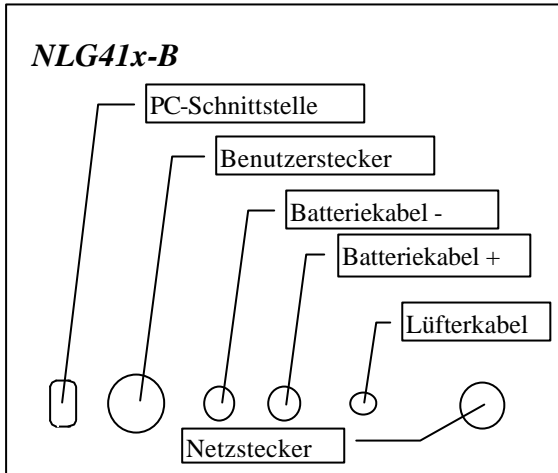 NLG41x-B
PC-Schnittstelle
Benutzerstecker
Batteriekabel -
Batteriekabel +
Lüfterkabel
Netzstecker